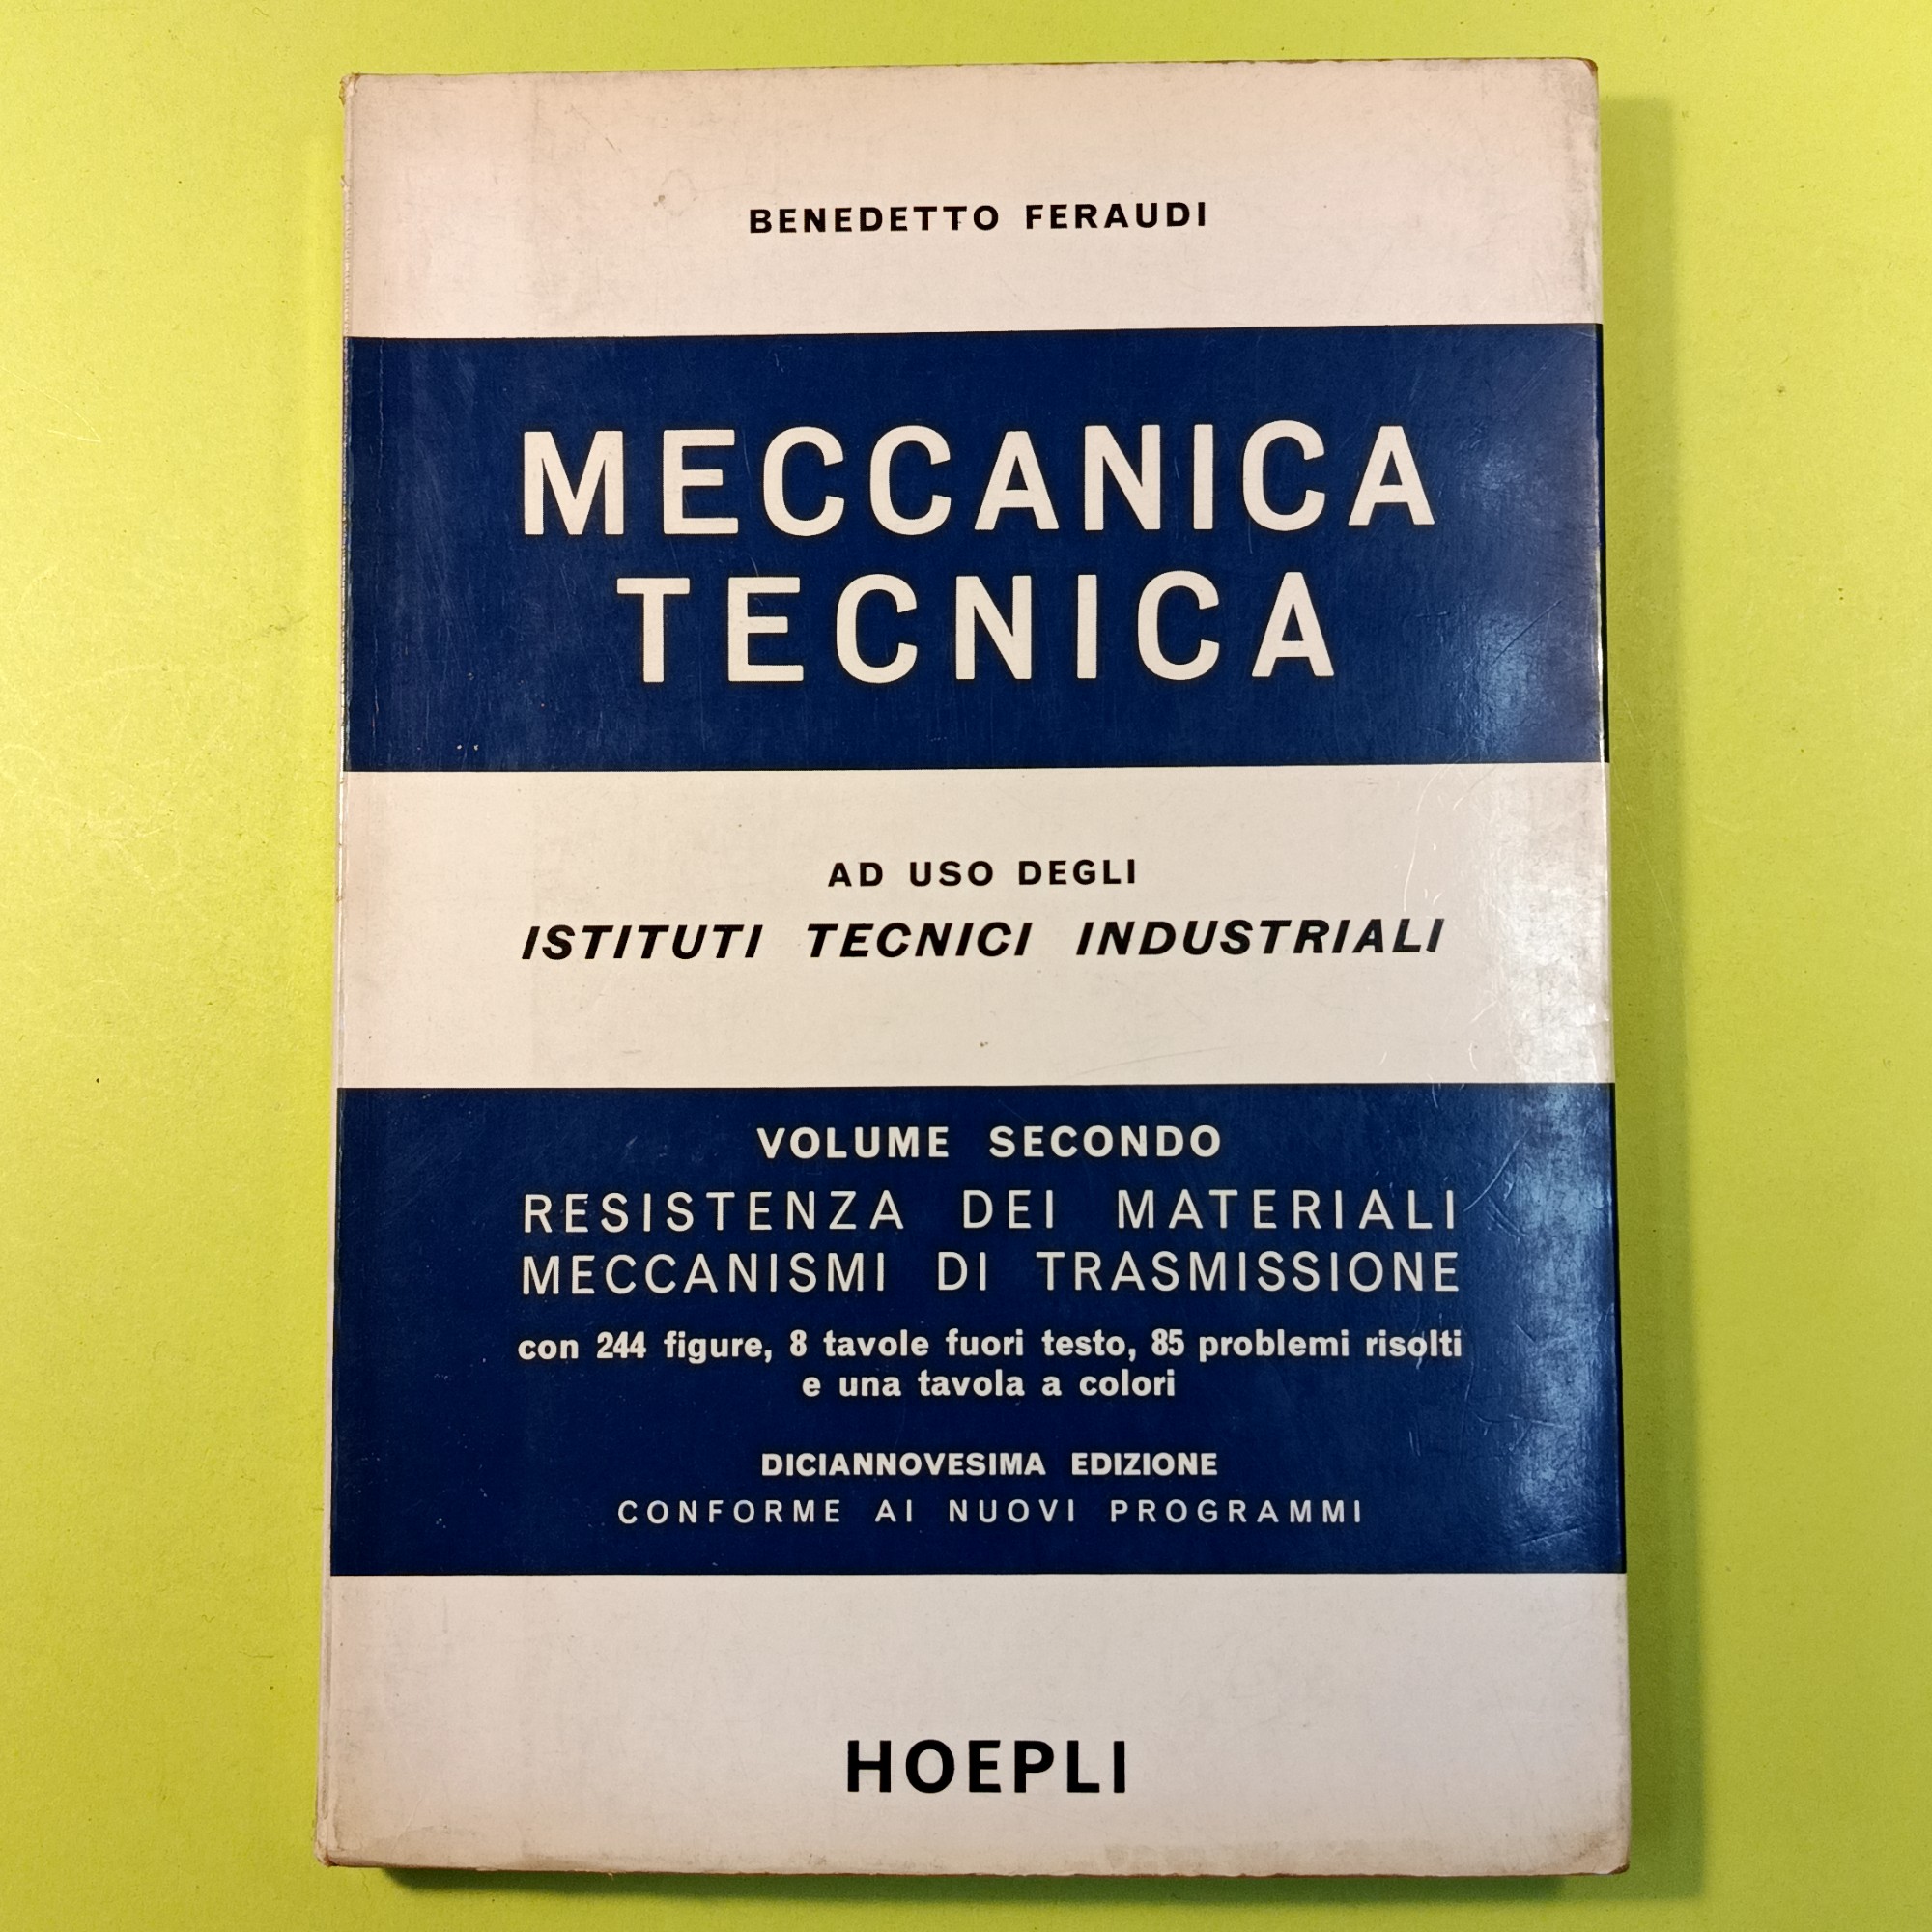 BENEDETTO FERAUDI
MECCANICA
TECNICA
AD USO DEGLI
ISTITUTI TECNICI INDUSTRIALI
VOLUME SECONDO
RESISTENZA DEI MATERIALI
MECCANISMI DI TRASMISSIONE
con 244 figure, 8 tavole fuori testo, 85 problemi risolti
e una tavola a colori
DICIANNOVESIMA EDIZIONE
CONFORME AI NUOVI PROGRAMMI
HOEPLI